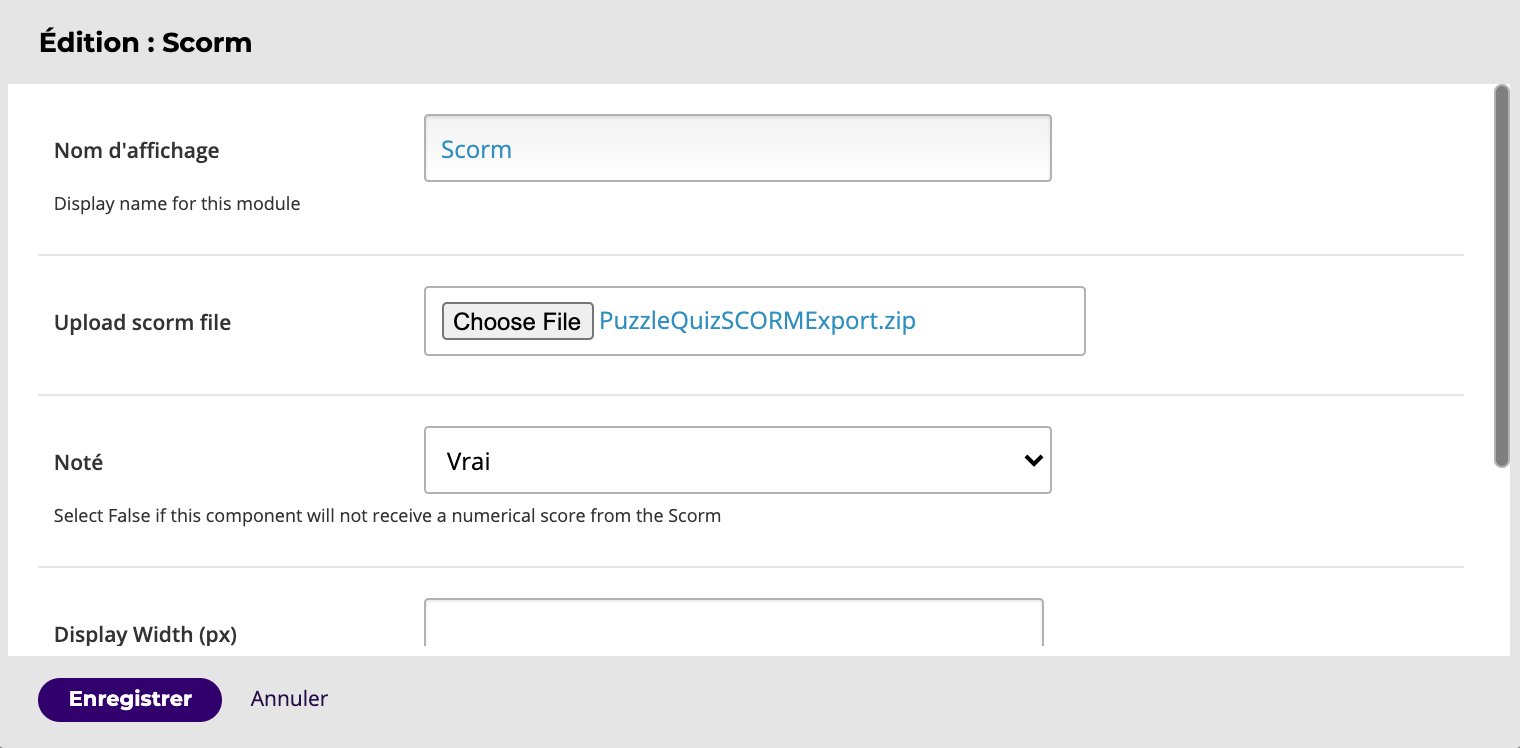 Édition : Scorm
Nom d'affichage
Scorm
Display name for this module
Upload scorm file
Choose File PuzzleQuizSCORMExport.zip
Noté
Vrai
Select False if this component will not receive a numerical score from the Scorm
Display Width (px)
Enregistrer
Annuler